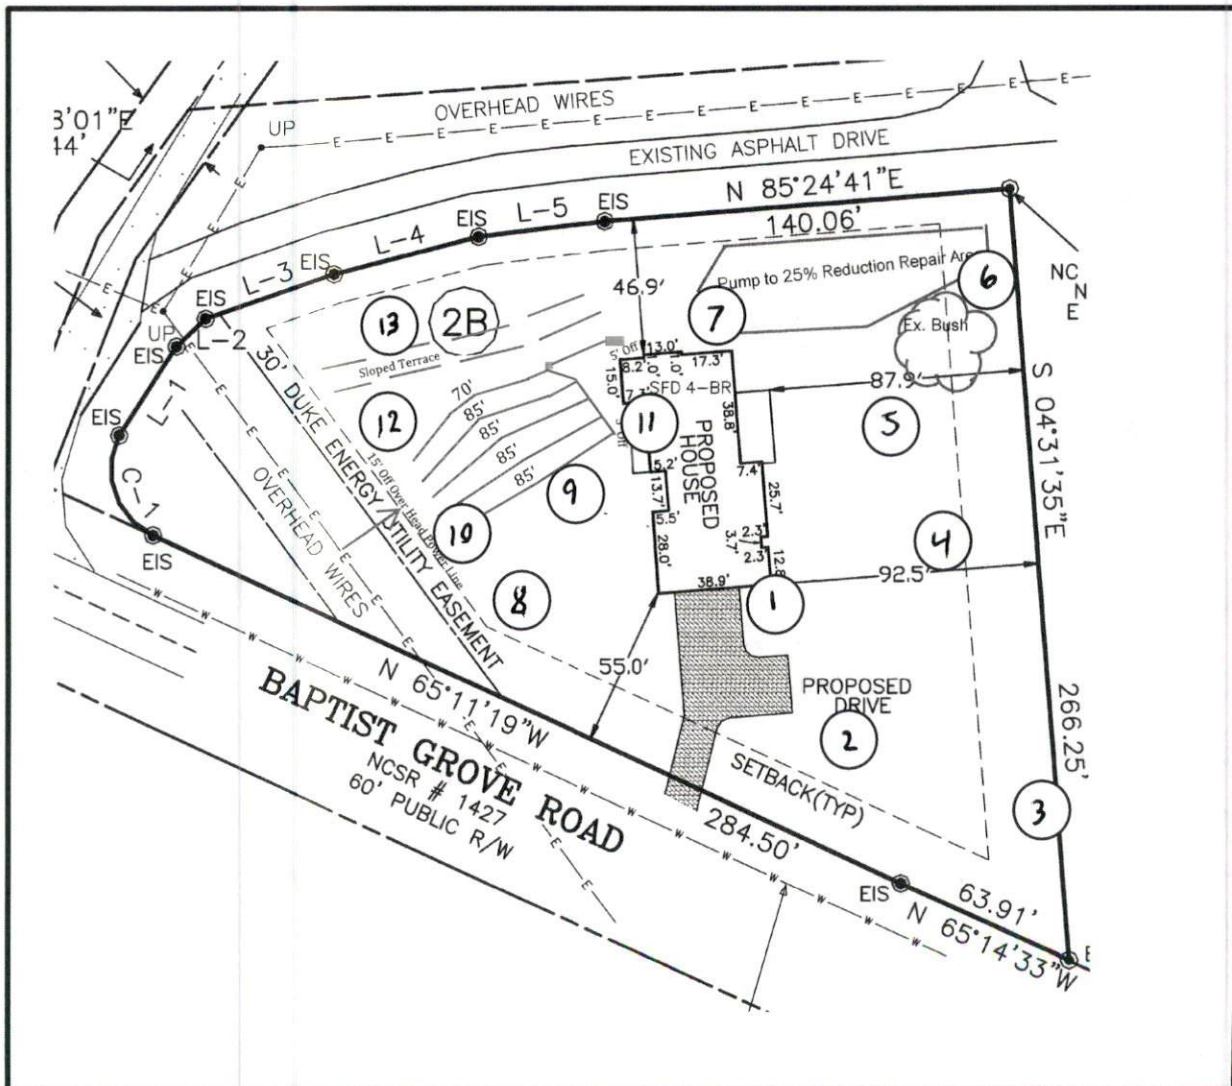 3'01"E
44'
OVERHEAD WIRES
UP
E E E E E E E E E
EXISTING ASPHALT DRIVE
EIS
L-5
EIS
N 85°24'41"E
140.06'
L-4
EIS
L-3
EIS
L-2
UP
EIS
L-1
EIS
C-1
EIS
46.9'
Pump to 25% Reduction Repair Are
6
NC
N
E
7
Ex. Bush
13
2B
Sloped Terrace
5' Off
13.0'
8.2'
17.3'
15.0'
SFD 4-BR
87.9'
S 04°31'35"E
38.8'
70'
85'
85'
85'
85'
12
11
5
30' DUKE ENERGY UTILITY EASEMENT
15' Off Over Head Power Line
OVERHEAD WIRES
PROPOSED
HOUSE
5.2'
7.4'
13.7'
25.7'
5.5'
9
10
2.3'
3.7'
2.3'
12.8
28.0'
38.9'
4
92.5'
8
1
55.0'
PROPOSED
DRIVE
2
266.25'
N 65°11'19"W
SETBACK(TYP)
3
BAPTIST GROVE ROAD
NCSR # 1427
60' PUBLIC R/W
284.50'
EIS
63.91'
N 65°14'33"W
W W W W W W W